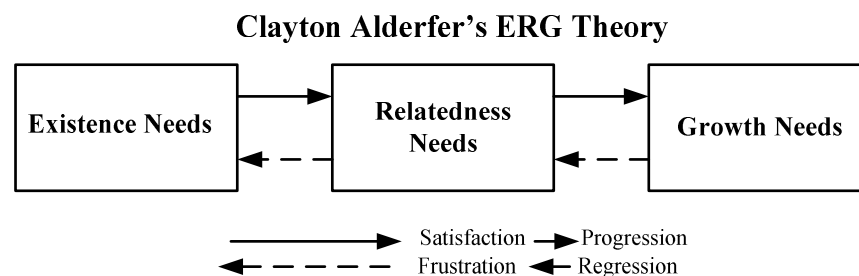 Clayton Alderfer’s ERG Theory
Existence Needs
Relatedness
Needs
Growth Needs
Satisfaction Progression
Frustration Regression